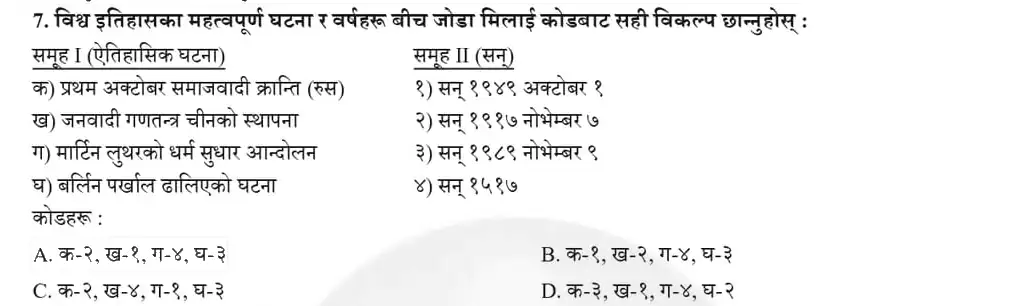 7. विश्व इतिहासका महत्वपूर्ण घटना र वर्षहरू बीच जोडा मिलाई कोडबाट सही विकल्प छान्नुहोस् :
समूह I (ऐतिहासिक घटना) समूह II (सन्)
क) प्रथम अक्टोबर समाजवादी क्रान्ति (रुस) १) सन् १९४९ अक्टोबर १
ख) जनवादी गणतन्त्र चीनको स्थापना २) सन् १९१७ नोभेम्बर ७
ग) मार्टिन लुथरको धर्म सुधार आन्दोलन ३) सन् १९८९ नोभेम्बर ९
घ) बर्लिन पर्खाल ढालिएको घटना ४) सन् १५१७
कोडहरू :
A. क-२, ख-१, ग-४, घ-३ B. क-१, ख-२, ग-४, घ-३
C. क-२, ख-४, ग-१, घ-३ D. क-३, ख-१, ग-४, घ-२